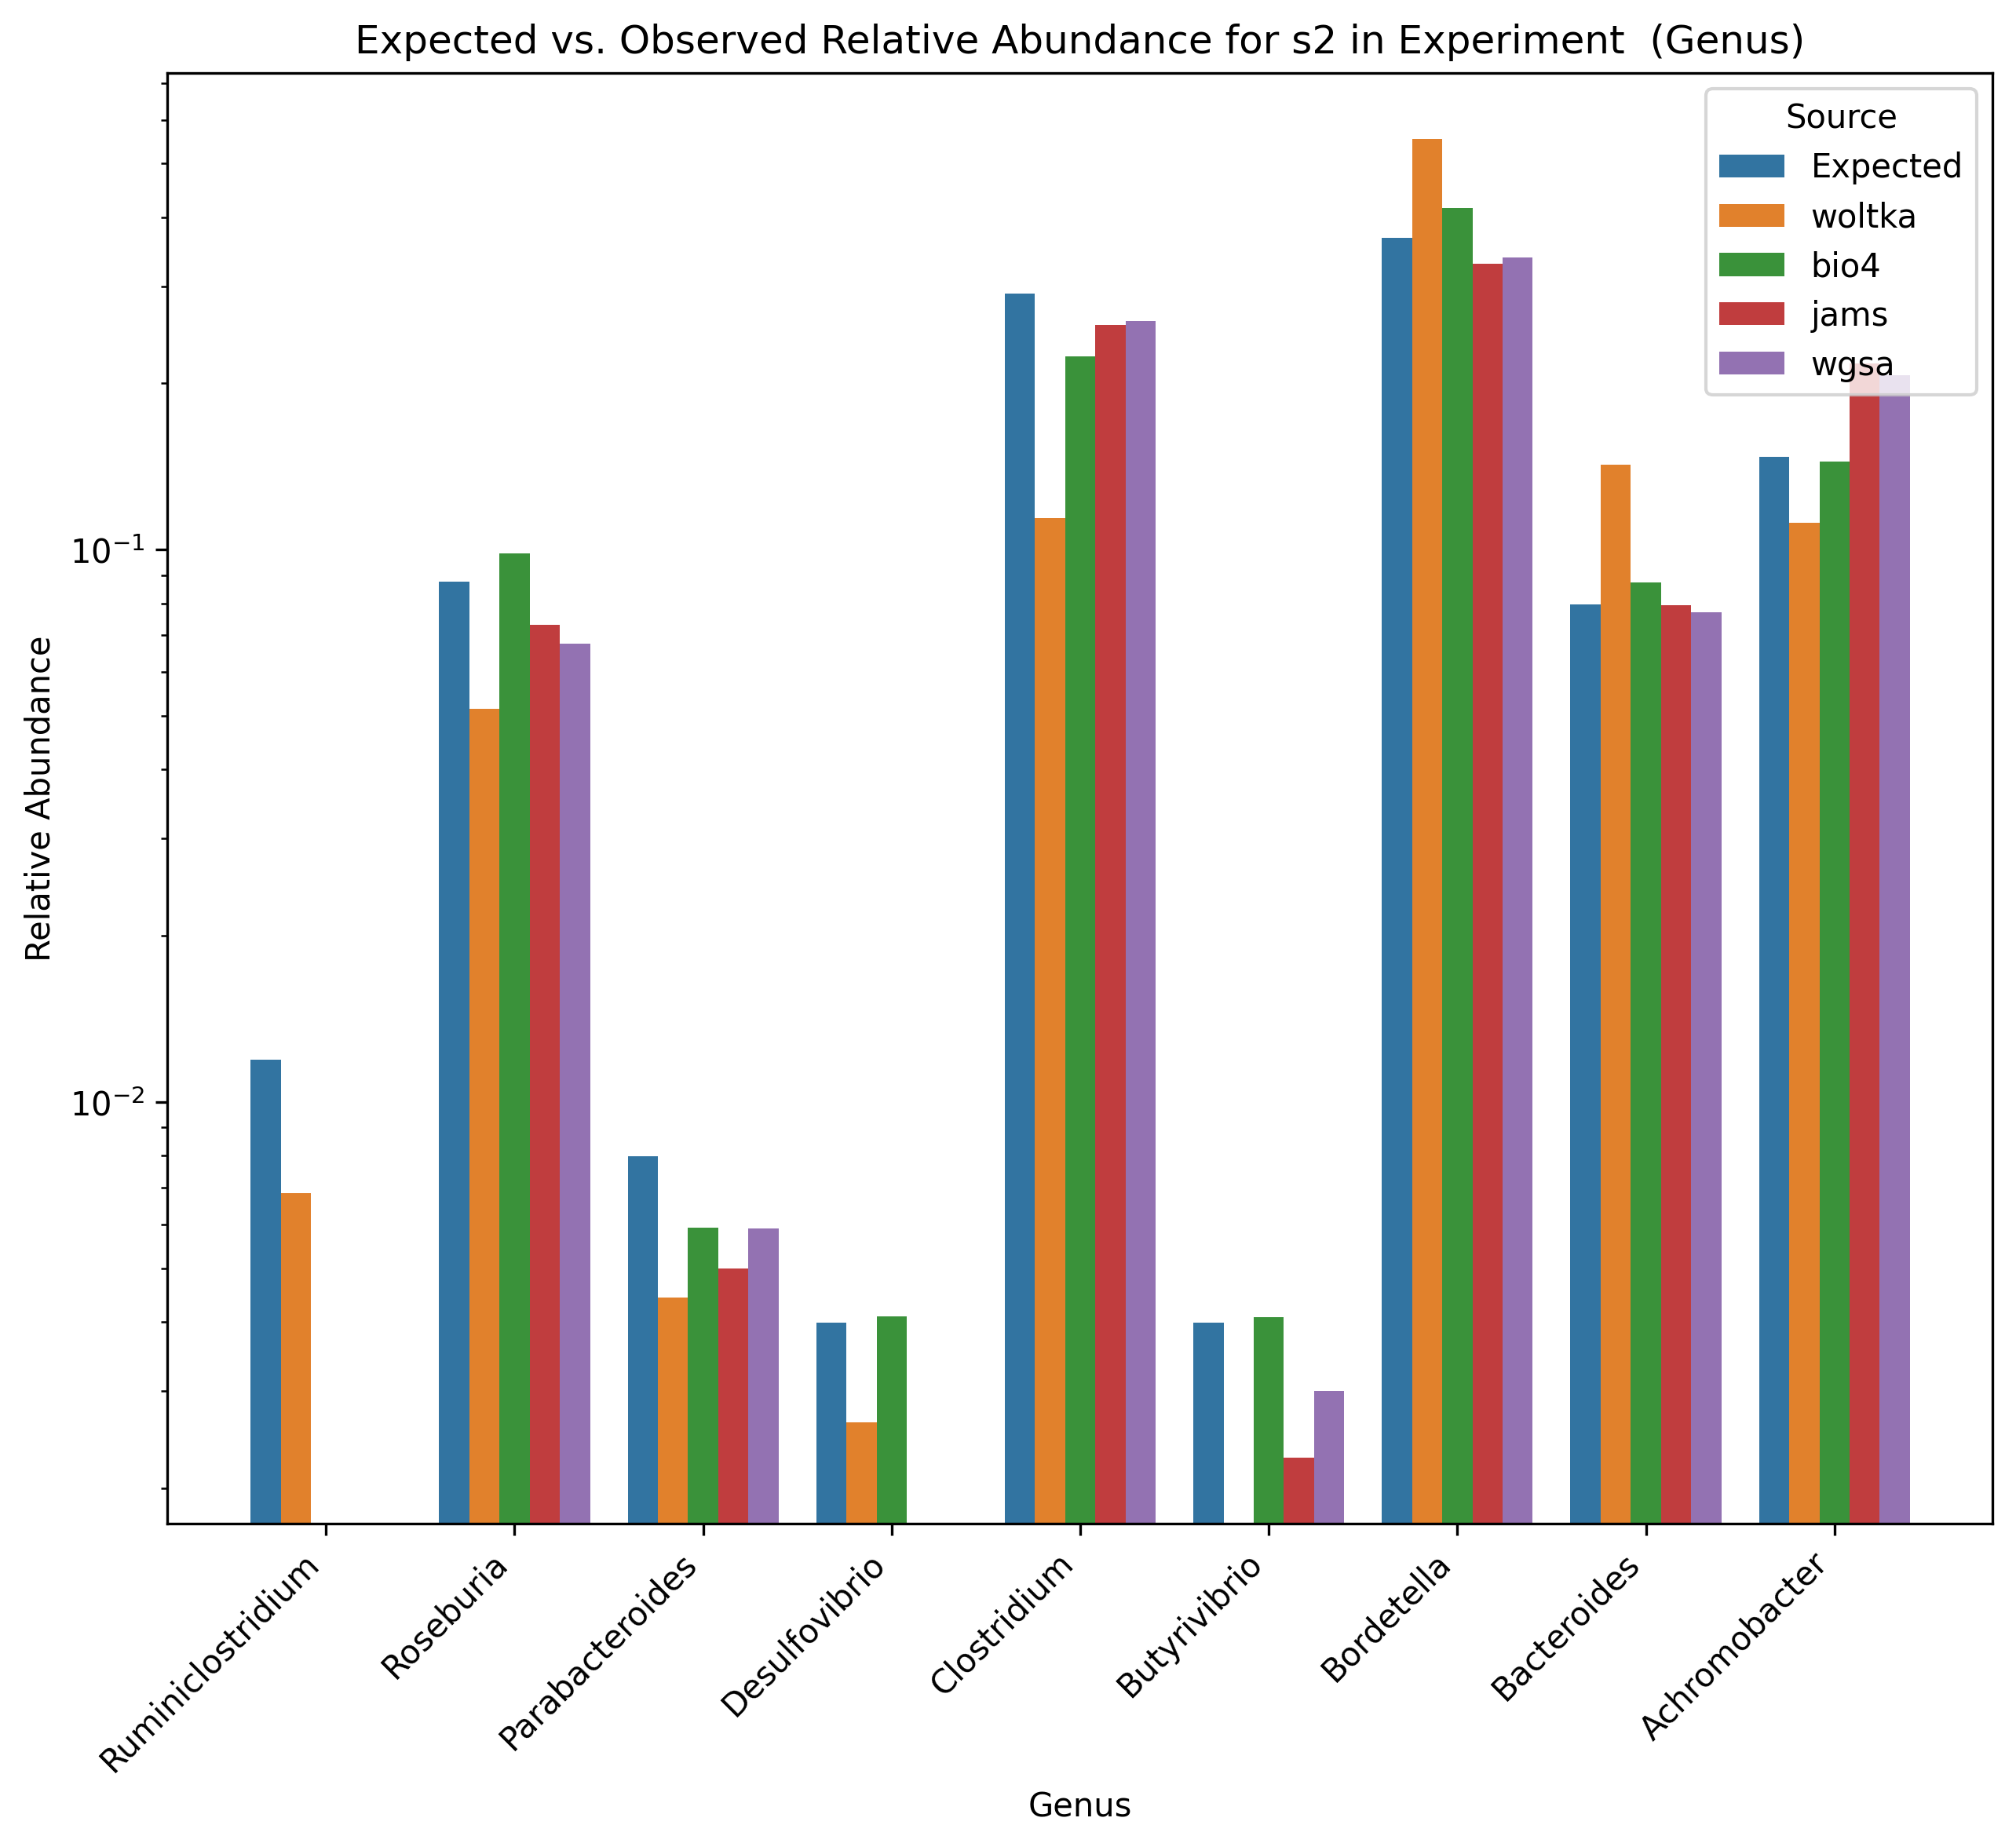 Expected vs. Observed Relative Abundance for s2 in Experiment  (Genus)
Source
Expected
woltka
bio4
jams
wgsa
Relative Abundance
10⁻¹
10⁻²
Ruminiclostridium
Roseburia
Parabacteroides
Desulfovibrio
Clostridium
Butyrivibrio
Bordetella
Bacteroides
Achromobacter
Genus